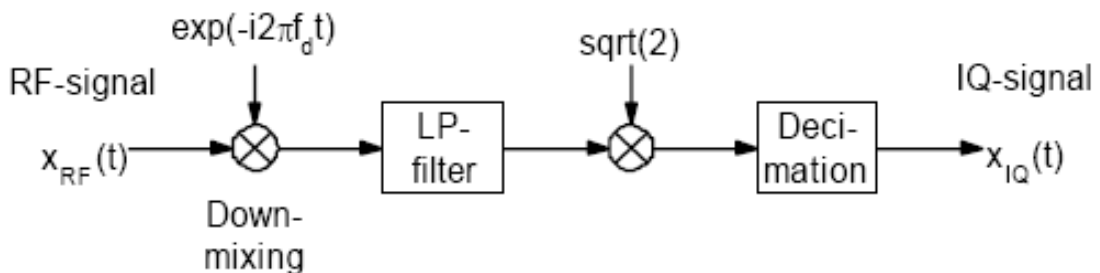 exp(-i2πf_dt)
sqrt(2)
RF-signal
IQ-signal
x_RF(t)
LP-
filter
Deci-
mation
x_IQ(t)
Down-
mixing